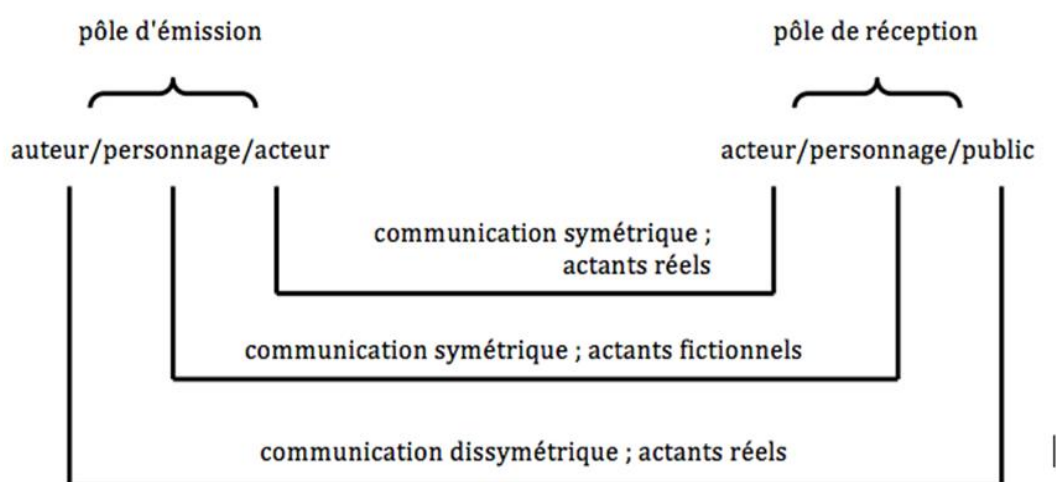 pôle d'émission
pôle de réception
auteur/personnage/acteur
acteur/personnage/public
communication symétrique ;
actants réels
communication symétrique ; actants fictionnels
communication dissymétrique ; actants réels